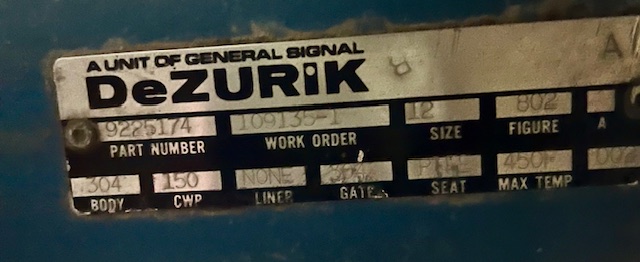 A UNIT OF GENERAL SIGNAL
DeZURIK A
9225174 109135-1 12 802
PART NUMBER WORK ORDER SIZE FIGURE A
304 150 NONE 304 450F
BODY CWP LINER GATE SEAT MAX TEMP